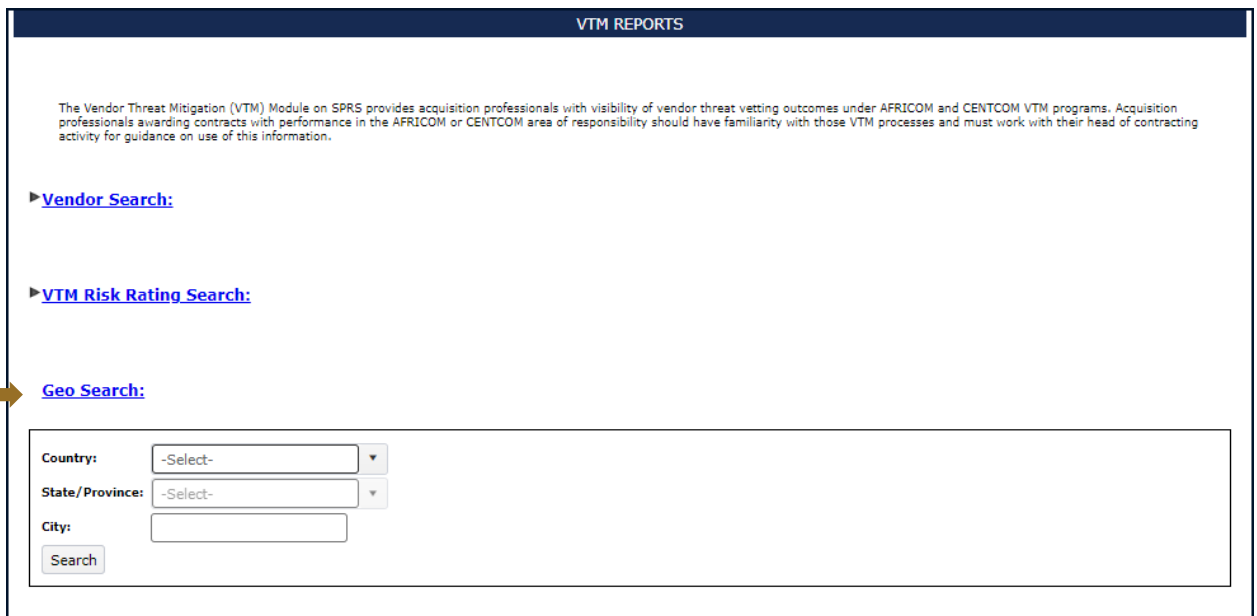 VTM REPORTS
The Vendor Threat Mitigation (VTM) Module on SPRS provides acquisition professionals with visibility of vendor threat vetting outcomes under AFRICOM and CENTCOM VTM programs. Acquisition
professionals awarding contracts with performance in the AFRICOM or CENTCOM area of responsibility should have familiarity with those VTM processes and must work with their head of contracting
activity for guidance on use of this information.
Vendor Search:
VTM Risk Rating Search:
Geo Search:
Country: -Select-
State/Province: -Select-
City:
Search